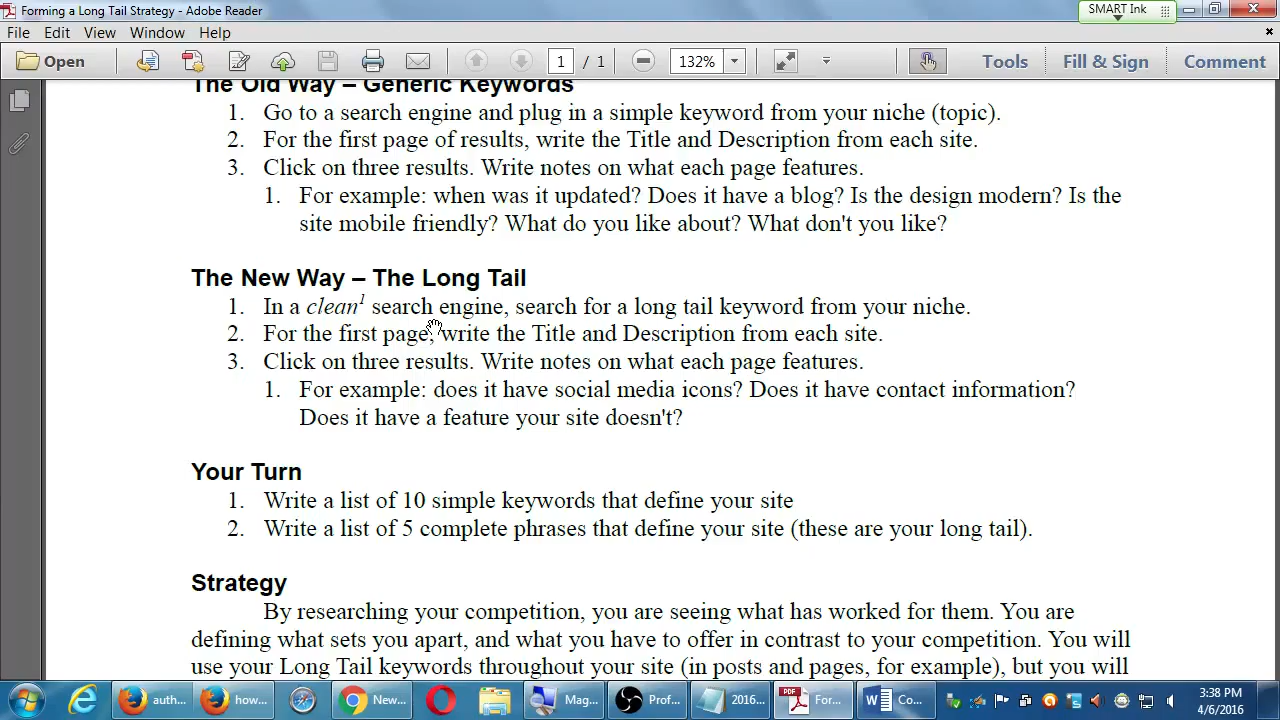 Forming a Long Tail Strategy - Adobe Reader
SMART Ink
File Edit View Window Help
Open 1 / 1 132% Tools Fill & Sign Comment
The Old Way – Generic Keywords
1. Go to a search engine and plug in a simple keyword from your niche (topic).
2. For the first page of results, write the Title and Description from each site.
3. Click on three results. Write notes on what each page features.
1. For example: when was it updated? Does it have a blog? Is the design modern? Is the
site mobile friendly? What do you like about? What don't you like?
The New Way – The Long Tail
1. In a clean1 search engine, search for a long tail keyword from your niche.
2. For the first page, write the Title and Description from each site.
3. Click on three results. Write notes on what each page features.
1. For example: does it have social media icons? Does it have contact information?
Does it have a feature your site doesn't?
Your Turn
1. Write a list of 10 simple keywords that define your site
2. Write a list of 5 complete phrases that define your site (these are your long tail).
Strategy
By researching your competition, you are seeing what has worked for them. You are
defining what sets you apart, and what you have to offer in contrast to your competition. You will
use your Long Tail keywords throughout your site (in posts and pages, for example), but you will
auth... how... New... Mag... Prof... 2016... PDF For... Co... 3:38 PM
4/6/2016